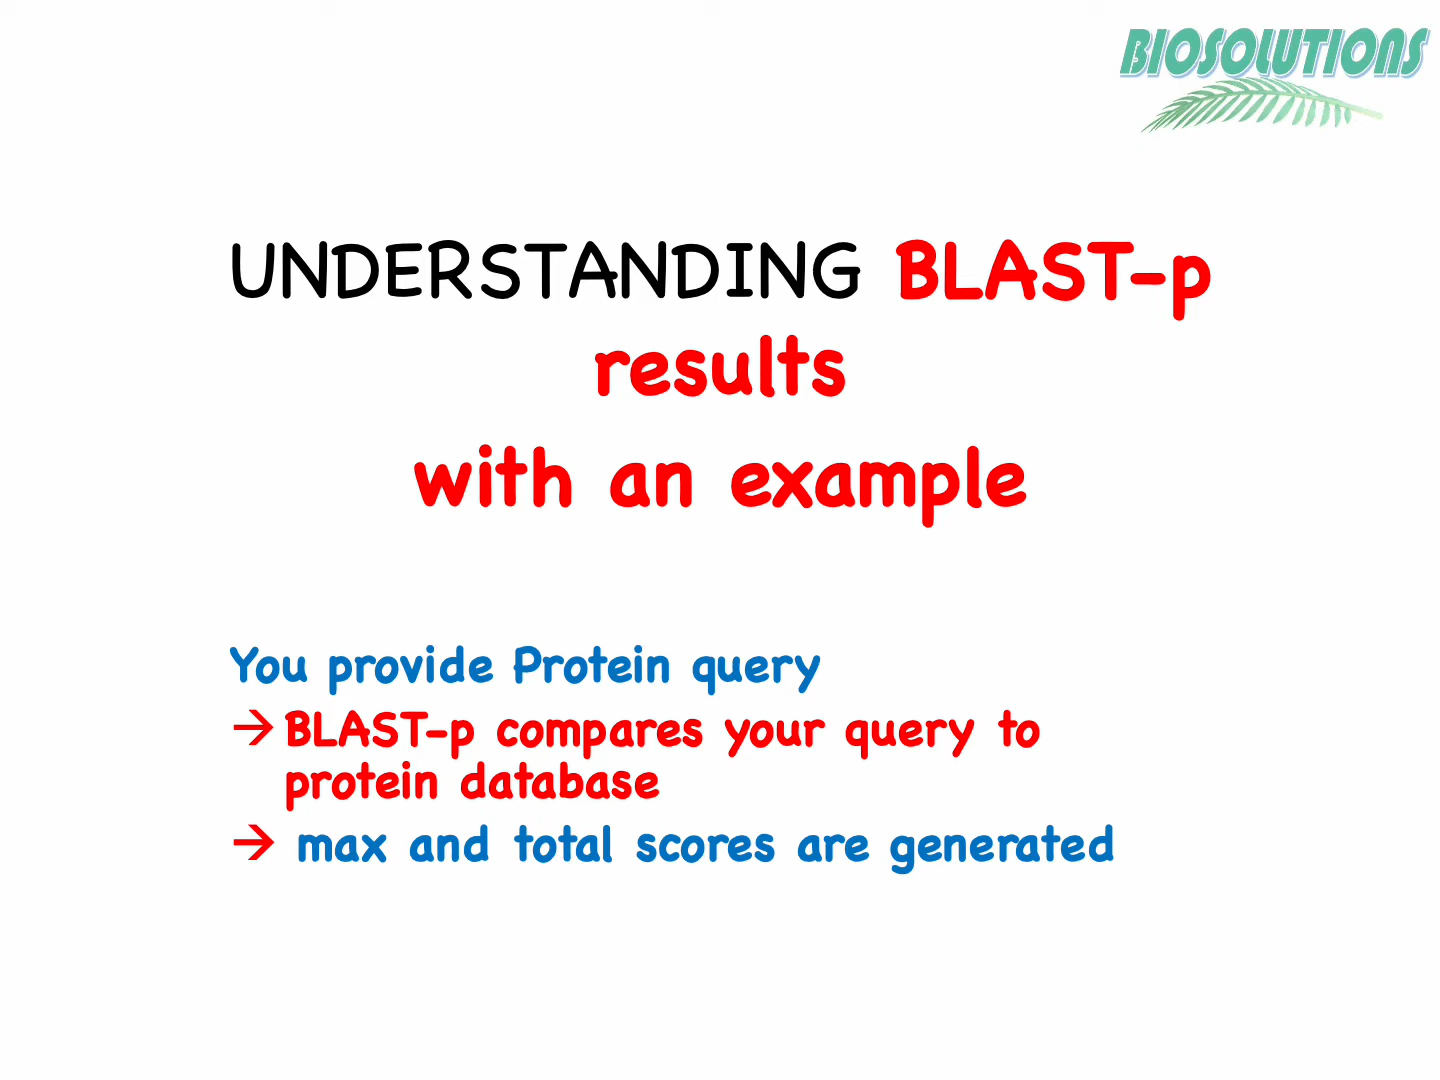 BIOSOLUTIONS
UNDERSTANDING BLAST-p
results
with an example
You provide Protein query
→ BLAST-p compares your query to
protein database
→ max and total scores are generated